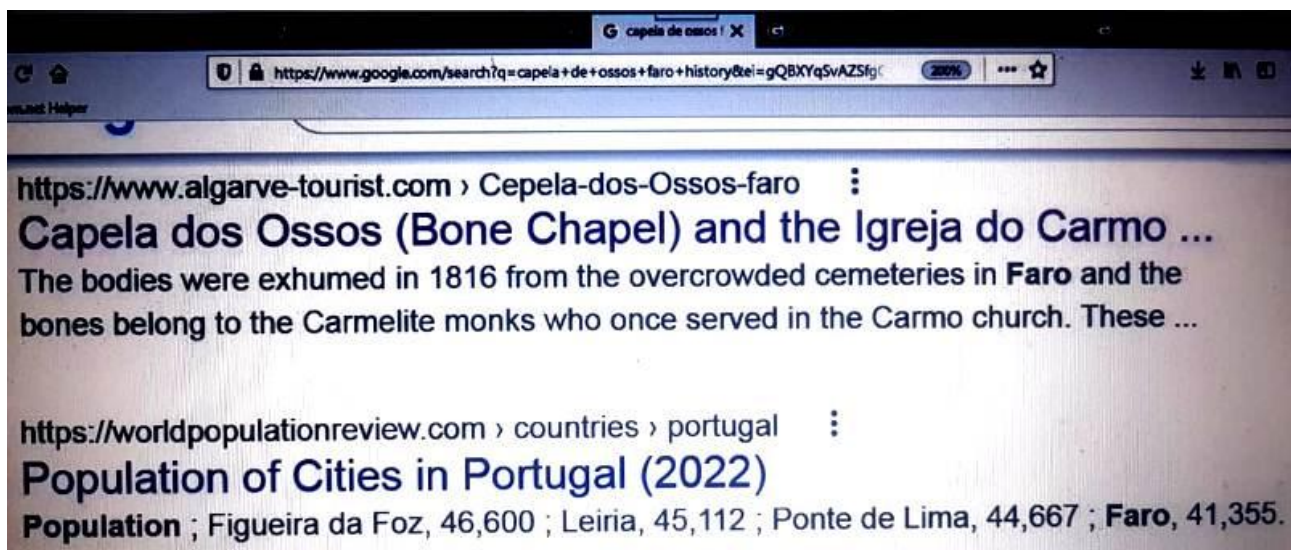 G capela de ossos f X
https://www.google.com/search?q=capela+de+ossos+faro+history&ei=gQBXYqSvAZSfg
200%
Helper
https://www.algarve-tourist.com › Cepela-dos-Ossos-faro
Capela dos Ossos (Bone Chapel) and the Igreja do Carmo ...
The bodies were exhumed in 1816 from the overcrowded cemeteries in Faro and the
bones belong to the Carmelite monks who once served in the Carmo church. These ...
https://worldpopulationreview.com › countries › portugal
Population of Cities in Portugal (2022)
Population ; Figueira da Foz, 46,600 ; Leiria, 45,112 ; Ponte de Lima, 44,667 ; Faro, 41,355.